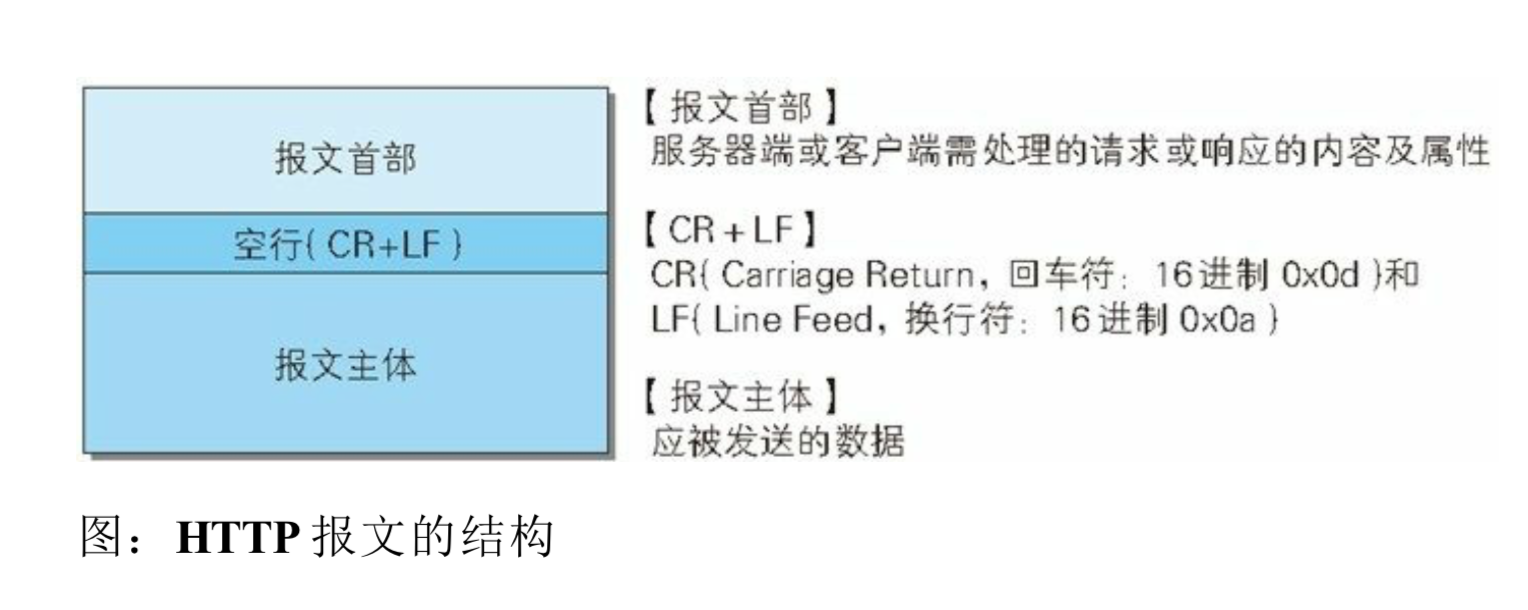 报文首部
空行( CR+LF )
报文主体
【 报文首部 】
服务器端或客户端需处理的请求或响应的内容及属性
【 CR + LF 】
CR( Carriage Return，回车符：16 进制 0x0d )和
LF( Line Feed，换行符：16 进制 0x0a )
【 报文主体 】
应被发送的数据
图：HTTP 报文的结构